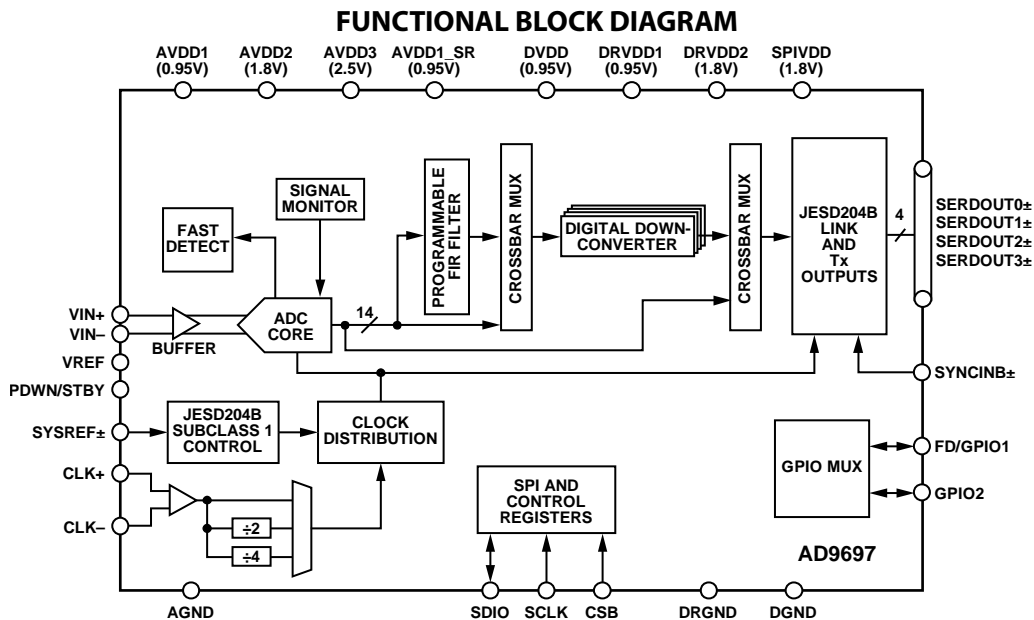 FUNCTIONAL BLOCK DIAGRAM
AVDD1
(0.95V)
AVDD2
(1.8V)
AVDD3
(2.5V)
AVDD1_SR
(0.95V)
DVDD
(0.95V)
DRVDD1
(0.95V)
DRVDD2
(1.8V)
SPIVDD
(1.8V)
SIGNAL
MONITOR
FAST
DETECT
PROGRAMMABLE
FIR FILTER
CROSSBAR MUX
DIGITAL DOWN-
CONVERTER
CROSSBAR MUX
JESD204B
LINK
AND
Tx
OUTPUTS
4
SERDOUT0±
SERDOUT1±
SERDOUT2±
SERDOUT3±
VIN+
VIN–
BUFFER
ADC
CORE
14
VREF
PDWN/STBY
SYNCINB±
SYSREF±
JESD204B
SUBCLASS 1
CONTROL
CLOCK
DISTRIBUTION
CLK+
CLK–
÷2
÷4
SPI AND
CONTROL
REGISTERS
GPIO MUX
FD/GPIO1
GPIO2
AD9697
AGND
SDIO
SCLK
CSB
DRGND
DGND